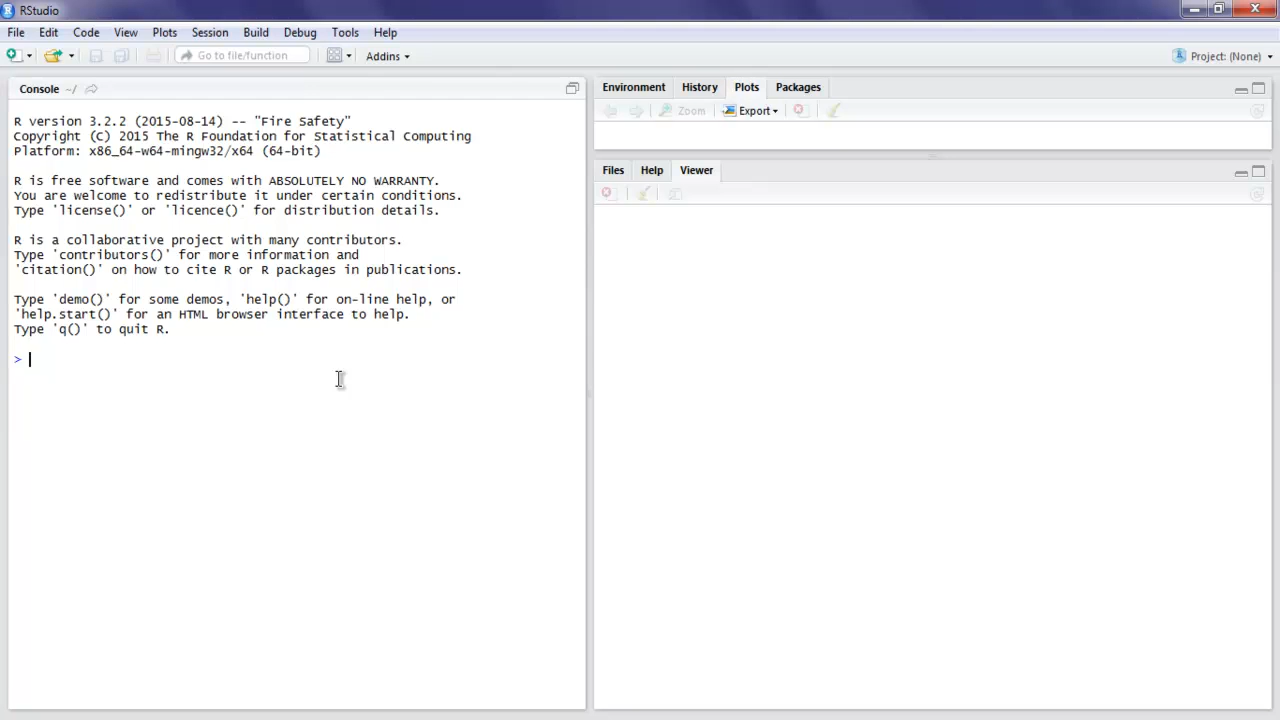 RStudio
File Edit Code View Plots Session Build Debug Tools Help
Go to file/function Addins Project: (None)
Console ~/
version 3.2.2 (2015-08-14) -- "Fire Safety"
Copyright (C) 2015 The R Foundation for Statistical Computing
Platform: x86_64-w64-mingw32/x64 (64-bit)
R is free software and comes with ABSOLUTELY NO WARRANTY.
You are welcome to redistribute it under certain conditions.
Type 'license()' or 'licence()' for distribution details.
R is a collaborative project with many contributors.
Type 'contributors()' for more information and
'citation()' on how to cite R or R packages in publications.
Type 'demo()' for some demos, 'help()' for on-line help, or
'help.start()' for an HTML browser interface to help.
Type 'q()' to quit R.
>
Environment History Plots Packages
Zoom Export
Files Help Viewer